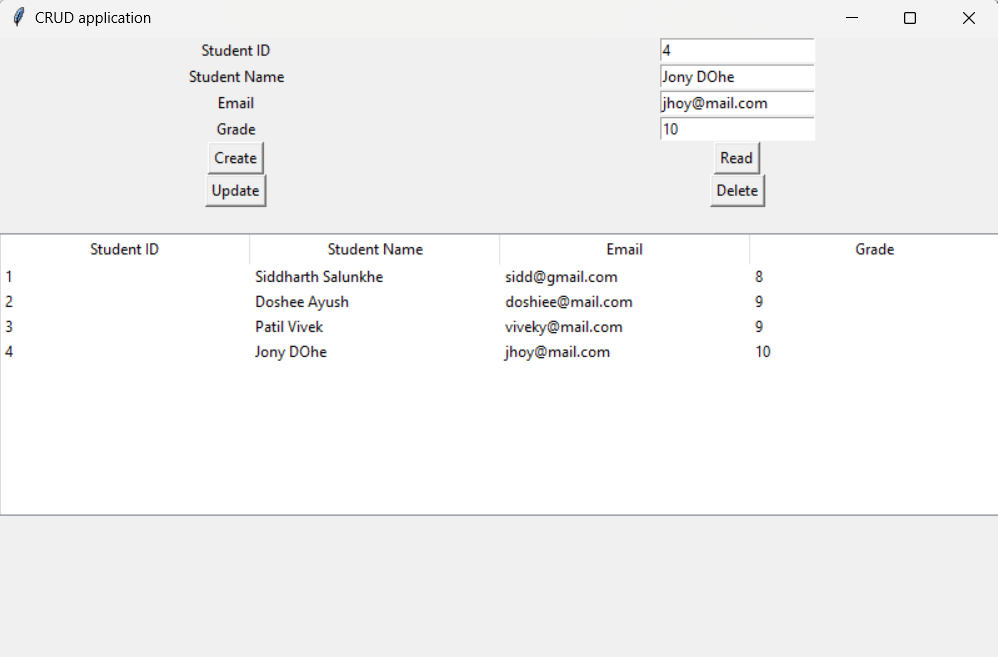 CRUD application
Student ID 4
Student Name Jony DOhe
Email jhoy@mail.com
Grade 10
Create Read
Update Delete
Student ID Student Name Email Grade
1 Siddharth Salunkhe sidd@gmail.com 8
2 Doshee Ayush doshiee@mail.com 9
3 Patil Vivek viveky@mail.com 9
4 Jony DOhe jhoy@mail.com 10